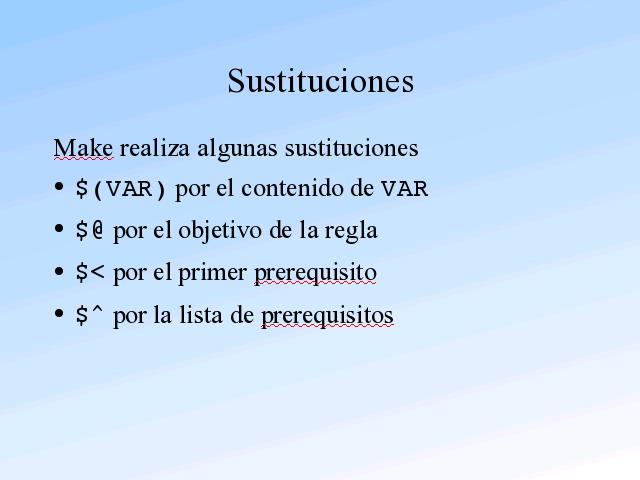 Sustituciones
Make realiza algunas sustituciones
• $(VAR) por el contenido de VAR
• $@ por el objetivo de la regla
• $< por el primer prerequisito
• $^ por la lista de prerequisitos